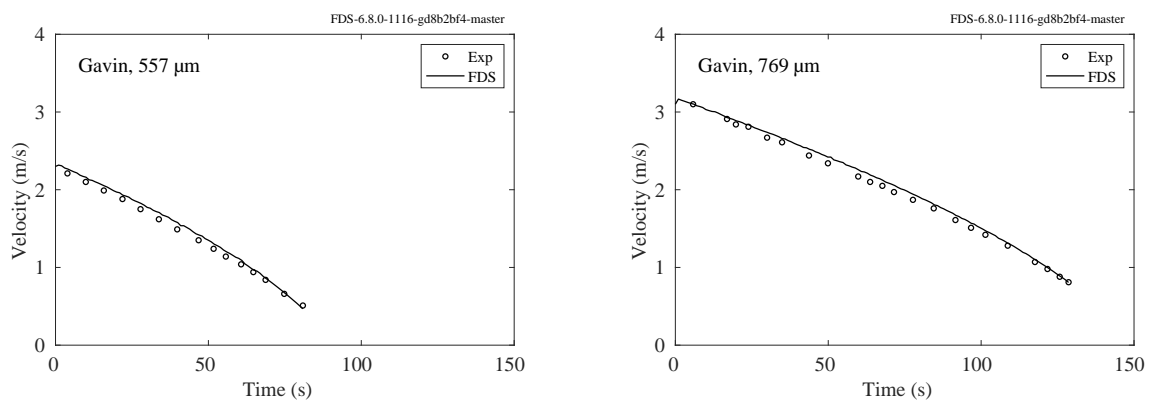 FDS-6.8.0-1116-gd8b2bf4-master
4
Gavin, 557 µm
Exp
FDS
3
2
1
0
Velocity (m/s)
0 50 100 150
Time (s)
FDS-6.8.0-1116-gd8b2bf4-master
4
Gavin, 769 µm
Exp
FDS
3
2
1
0
Velocity (m/s)
0 50 100 150
Time (s)